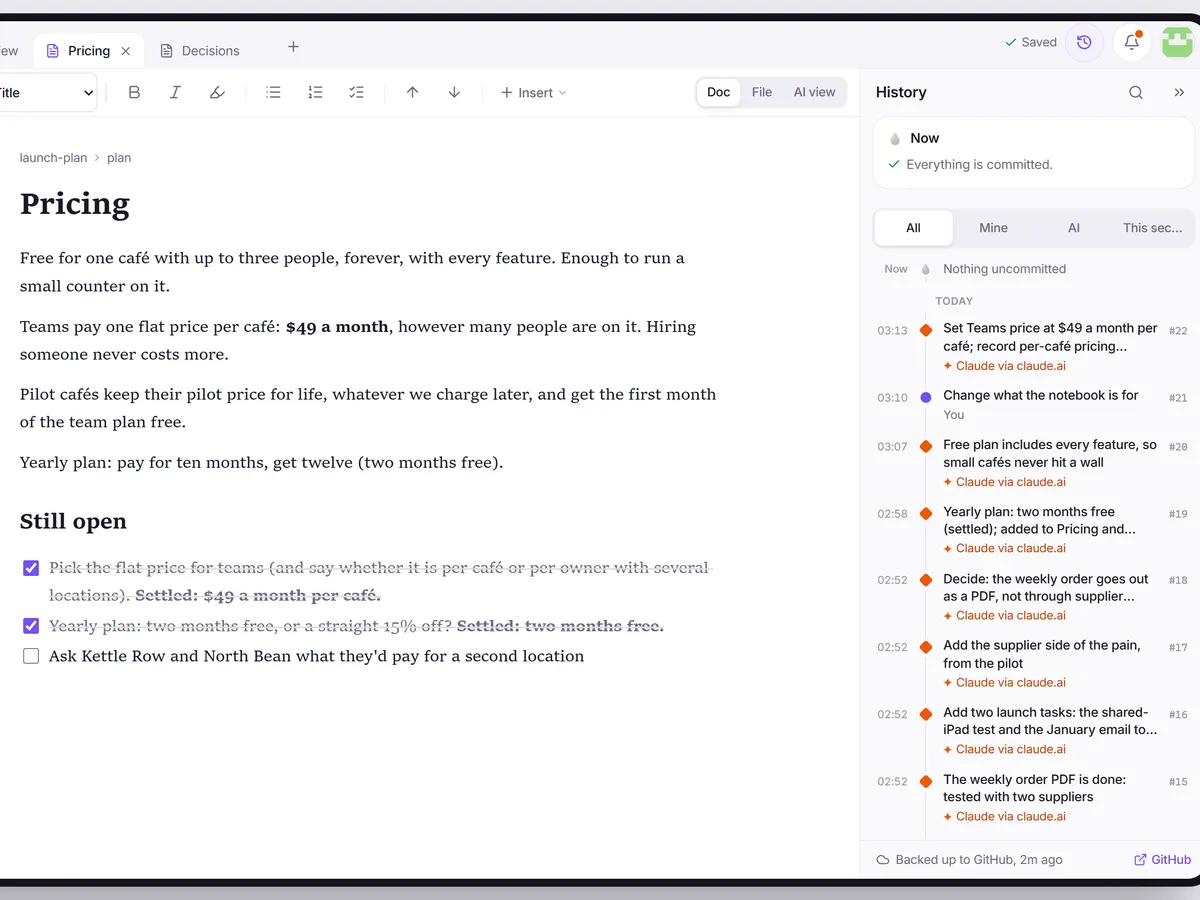 ew
Pricing
Decisions
Saved
Title
B
I
Insert
Doc
File
AI view
launch-plan > plan
Pricing
Free for one café with up to three people, forever, with every feature. Enough to run a
small counter on it.
Teams pay one flat price per café: $49 a month, however many people are on it. Hiring
someone never costs more.
Pilot cafés keep their pilot price for life, whatever we charge later, and get the first month
of the team plan free.
Yearly plan: pay for ten months, get twelve (two months free).
Still open
Pick the flat price for teams (and say whether it is per café or per owner with several
locations). Settled: $49 a month per café.
Yearly plan: two months free, or a straight 15% off? Settled: two months free.
Ask Kettle Row and North Bean what they'd pay for a second location
History
Now
Everything is committed.
All
Mine
AI
This sec...
Now
Nothing uncommitted
TODAY
03:13
Set Teams price at $49 a month per
café; record per-café pricing...
Claude via claude.ai
#22
03:10
Change what the notebook is for
You
#21
03:07
Free plan includes every feature, so
small cafés never hit a wall
Claude via claude.ai
#20
02:58
Yearly plan: two months free
(settled); added to Pricing and...
Claude via claude.ai
#19
02:52
Decide: the weekly order goes out
as a PDF, not through supplier...
Claude via claude.ai
#18
02:52
Add the supplier side of the pain,
from the pilot
Claude via claude.ai
#17
02:52
Add two launch tasks: the shared-
iPad test and the January email to...
Claude via claude.ai
#16
02:52
The weekly order PDF is done:
tested with two suppliers
Claude via claude.ai
#15
Backed up to GitHub, 2m ago
GitHub